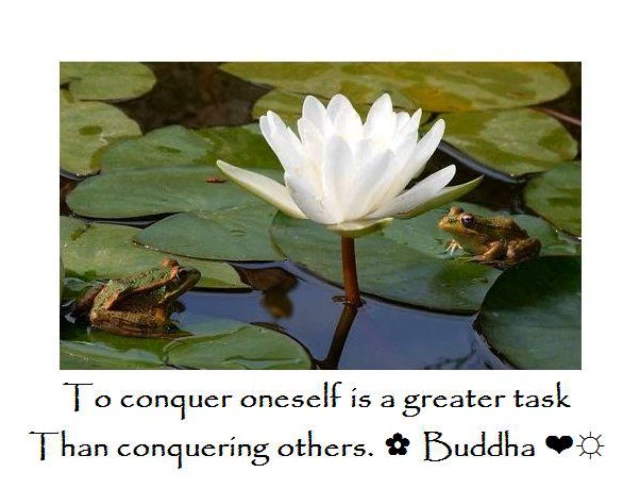 To conquer oneself is a greater task
Than conquering others. ✿ Buddha ❤☼